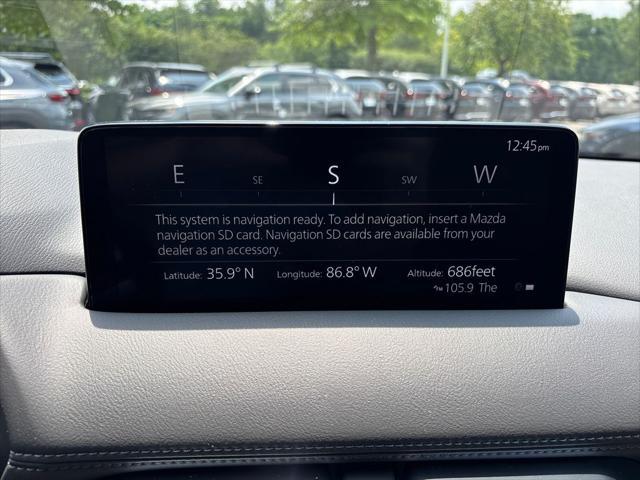 12:45pm
E SE S SW W
This system is navigation ready. To add navigation, insert a Mazda
navigation SD card. Navigation SD cards are available from your
dealer as an accessory.
Latitude: 35.9° N Longitude: 86.8° W Altitude: 686feet
105.9 The